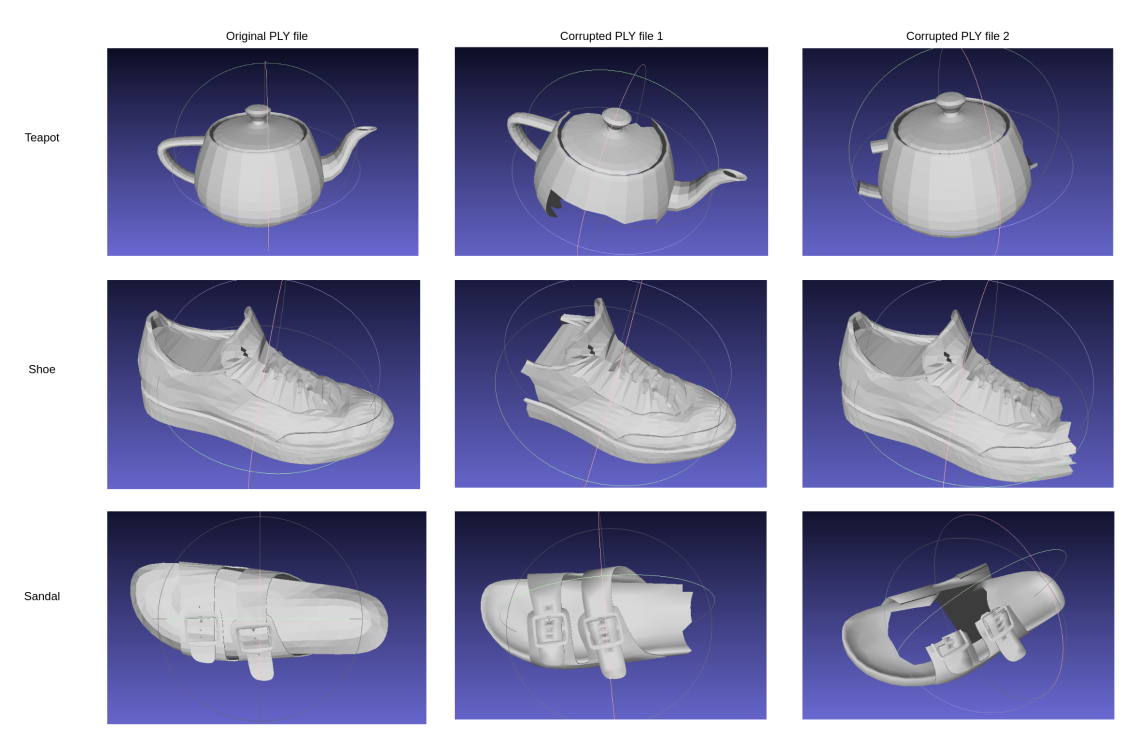 Original PLY file
Corrupted PLY file 1
Corrupted PLY file 2
Teapot
Shoe
Sandal